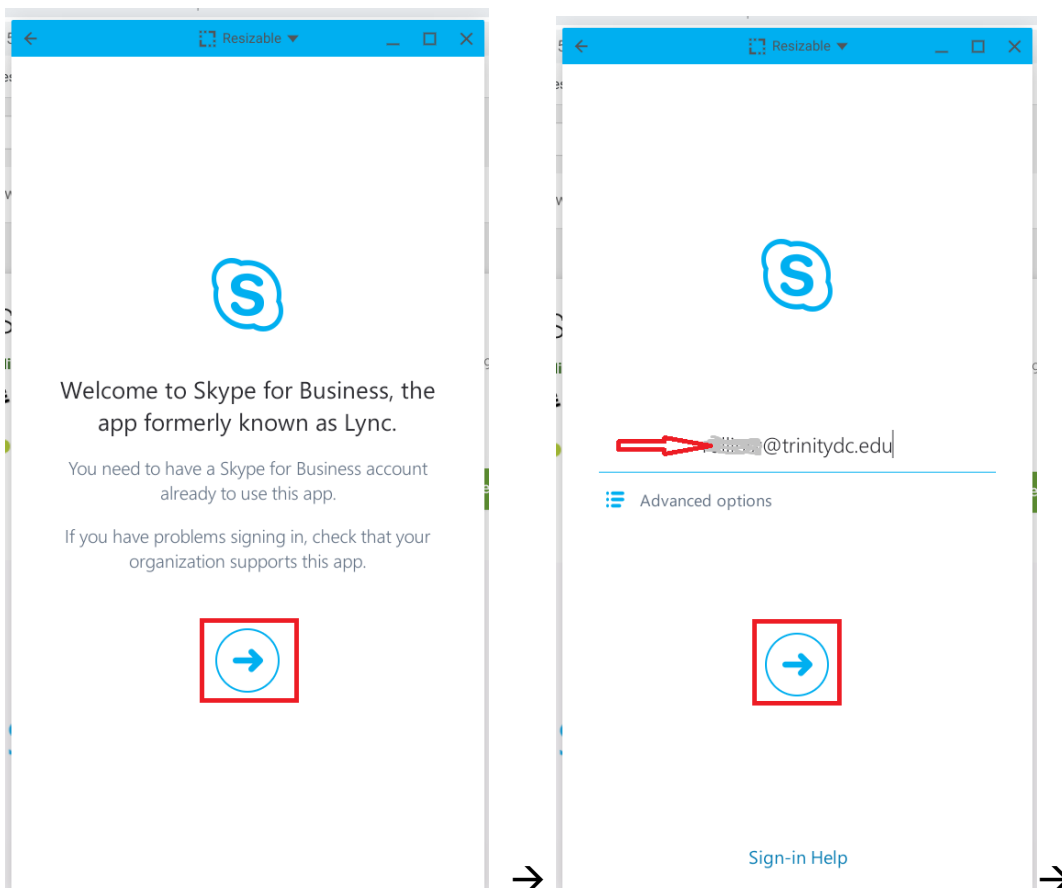 Resizable
S
Welcome to Skype for Business, the
app formerly known as Lync.
You need to have a Skype for Business account
already to use this app.
If you have problems signing in, check that your
organization supports this app.
Resizable
S
@trinitydc.edu
Advanced options
Sign-in Help